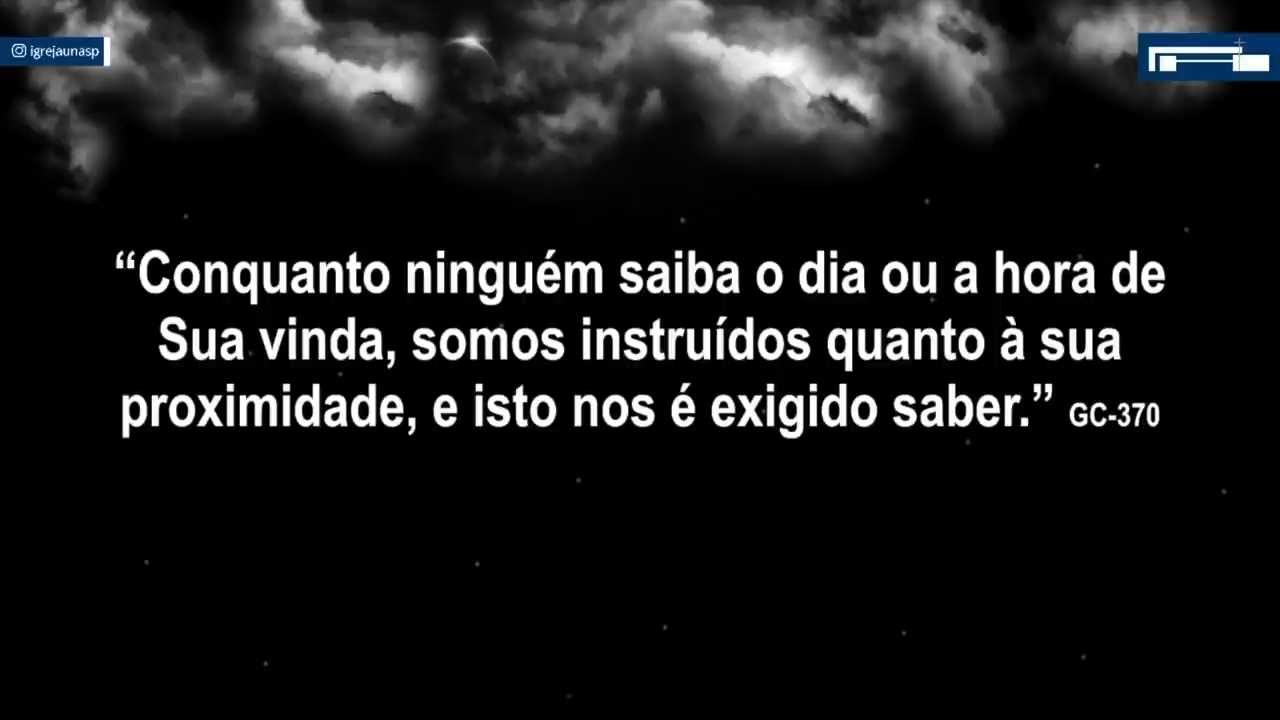 igrejaunasp
“Conquanto ninguém saiba o dia ou a hora de
Sua vinda, somos instruídos quanto à sua
proximidade, e isto nos é exigido saber.” GC-370